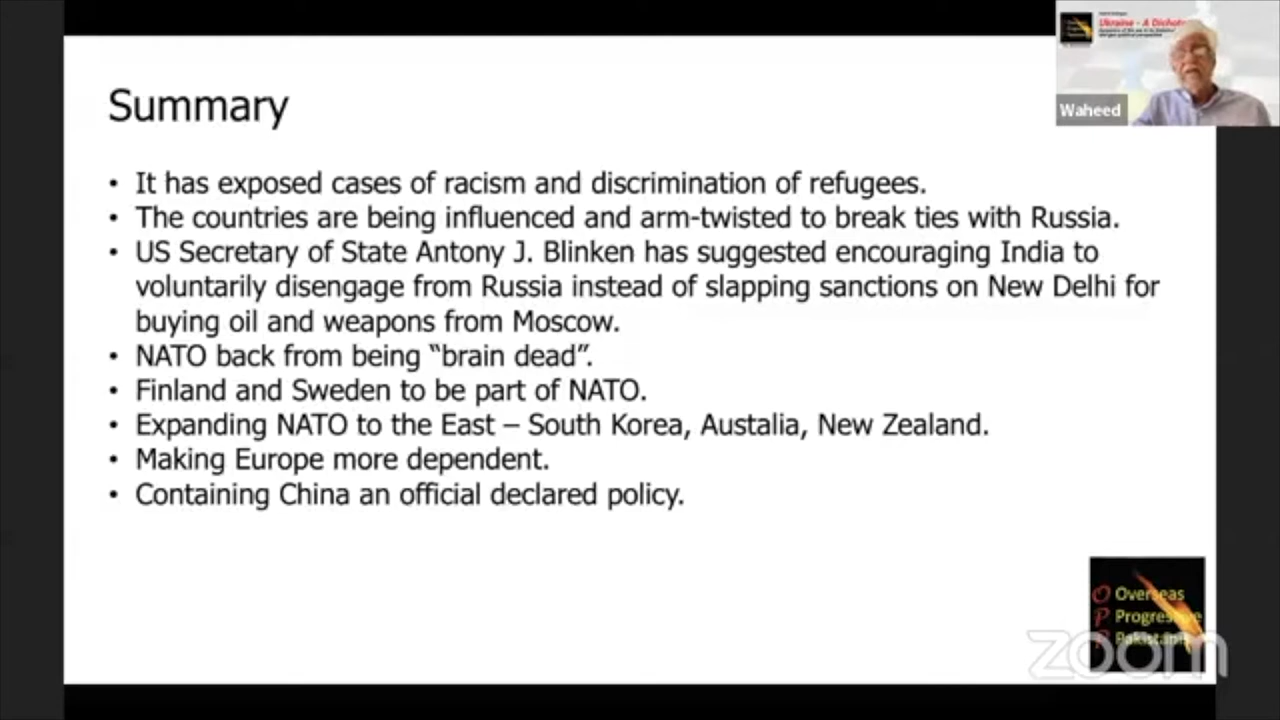 Summary
• It has exposed cases of racism and discrimination of refugees.
• The countries are being influenced and arm-twisted to break ties with Russia.
• US Secretary of State Antony J. Blinken has suggested encouraging India to
voluntarily disengage from Russia instead of slapping sanctions on New Delhi for
buying oil and weapons from Moscow.
• NATO back from being “brain dead”.
• Finland and Sweden to be part of NATO.
• Expanding NATO to the East – South Korea, Austalia, New Zealand.
• Making Europe more dependent.
• Containing China an official declared policy.
Ukraine - A
Waheed
O Overseas
P Progressive
P Pakistanis
zoom